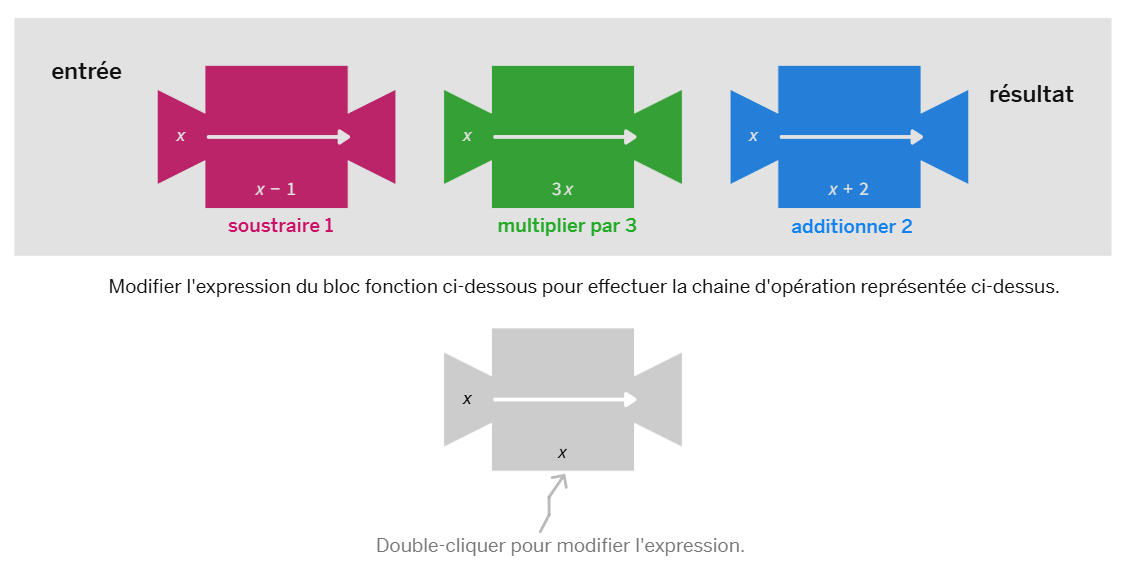 entrée
résultat
x
x
x
x − 1
3x
x + 2
soustraire 1
multiplier par 3
additionner 2
Modifier l'expression du bloc fonction ci-dessous pour effectuer la chaine d'opération représentée ci-dessus.
x
x
Double-cliquer pour modifier l'expression.